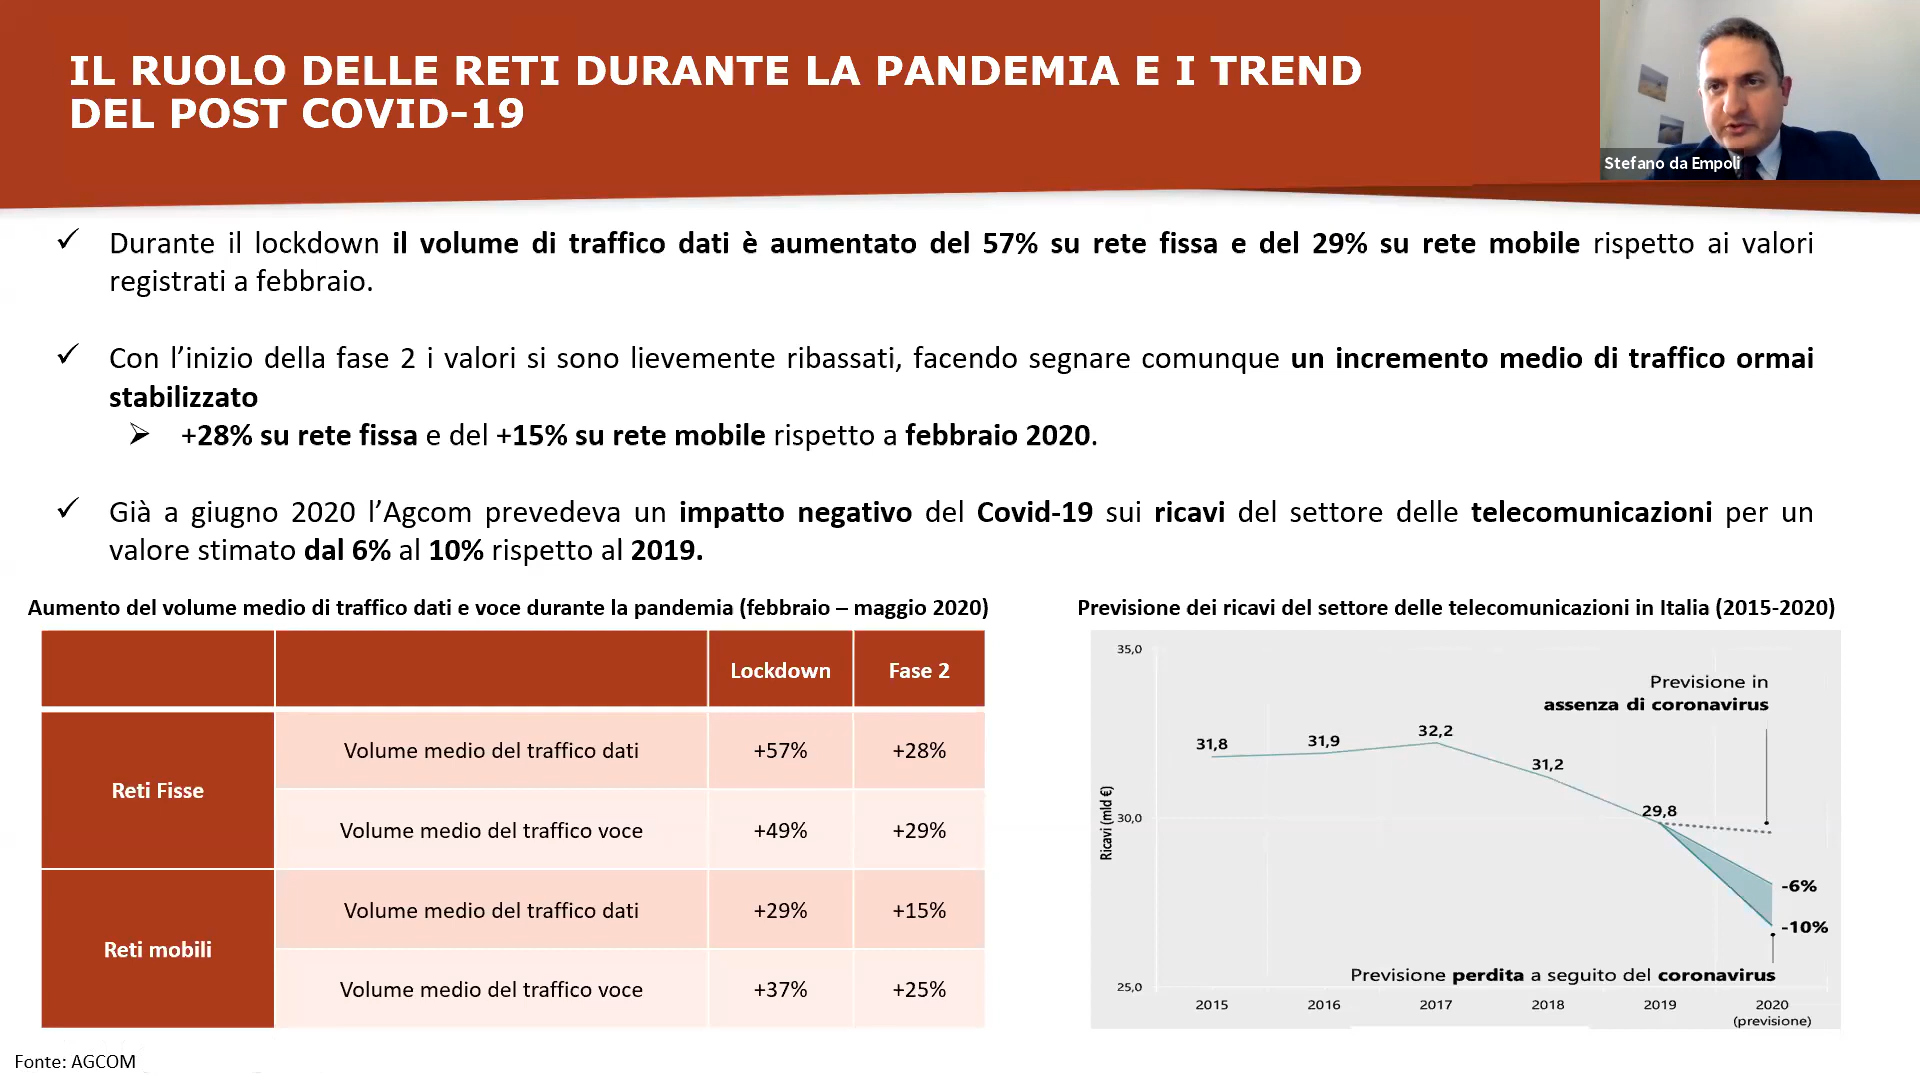 IL RUOLO DELLE RETI DURANTE LA PANDEMIA E I TREND
DEL POST COVID-19
Stefano da Empoli
✓ Durante il lockdown il volume di traffico dati è aumentato del 57% su rete fissa e del 29% su rete mobile rispetto ai valori
registrati a febbraio.
✓ Con l’inizio della fase 2 i valori si sono lievemente ribassati, facendo segnare comunque un incremento medio di traffico ormai
stabilizzato
➢ +28% su rete fissa e del +15% su rete mobile rispetto a febbraio 2020.
✓ Già a giugno 2020 l’Agcom prevedeva un impatto negativo del Covid-19 sui ricavi del settore delle telecomunicazioni per un
valore stimato dal 6% al 10% rispetto al 2019.
Aumento del volume medio di traffico dati e voce durante la pandemia (febbraio – maggio 2020)
Lockdown Fase 2
Reti Fisse
Volume medio del traffico dati +57% +28%
Volume medio del traffico voce +49% +29%
Reti mobili
Volume medio del traffico dati +29% +15%
Volume medio del traffico voce +37% +25%
Fonte: AGCOM
Previsione dei ricavi del settore delle telecomunicazioni in Italia (2015-2020)
Ricavi (mld €)
35,0
30,0
25,0
Previsione in
assenza di coronavirus
31,8 31,9 32,2 31,2 29,8
-6%
-10%
Previsione perdita a seguito del coronavirus
2015 2016 2017 2018 2019 2020
(previsione)